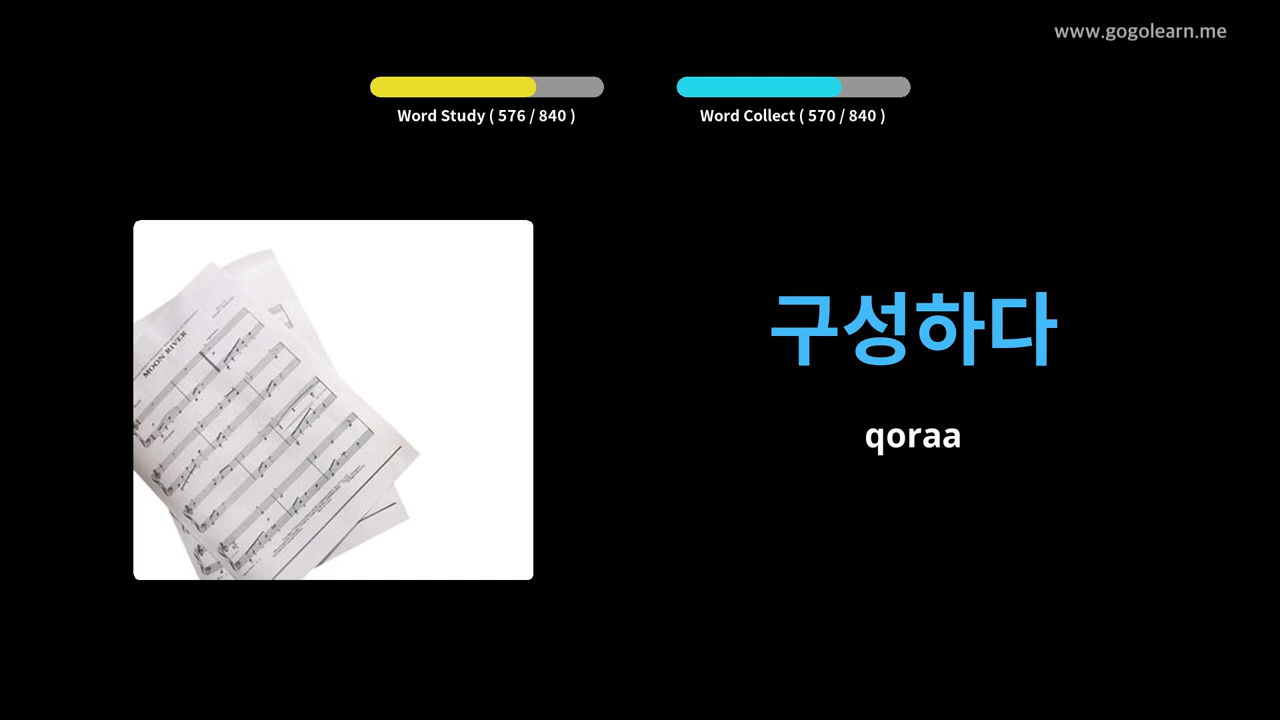 www.gogolearn.me
Word Study ( 576 / 840 )
Word Collect ( 570 / 840 )
MOON RIVER
구성하다
qoraa